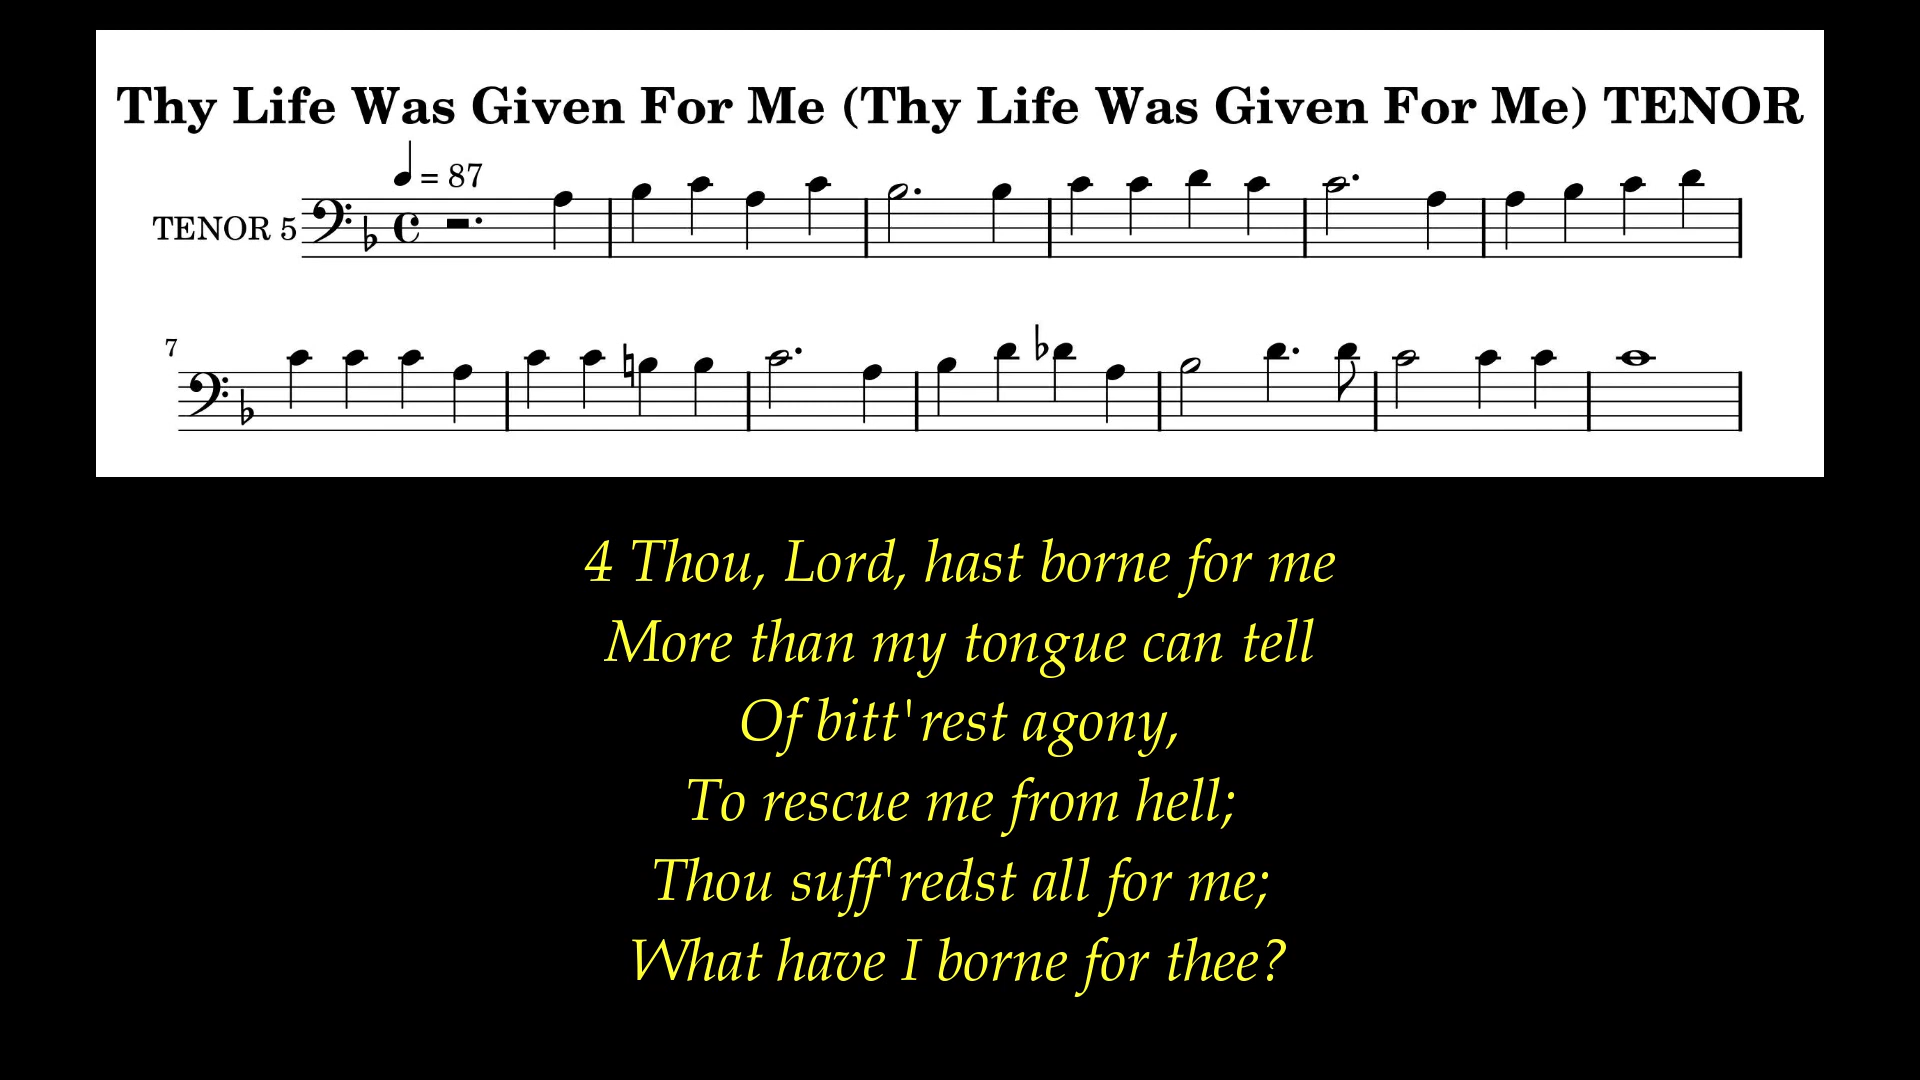 Thy Life Was Given For Me (Thy Life Was Given For Me) TENOR
= 87
TENOR 5
7
4 Thou, Lord, hast borne for me
More than my tongue can tell
Of bitt'rest agony,
To rescue me from hell;
Thou suff'redst all for me;
What have I borne for thee?